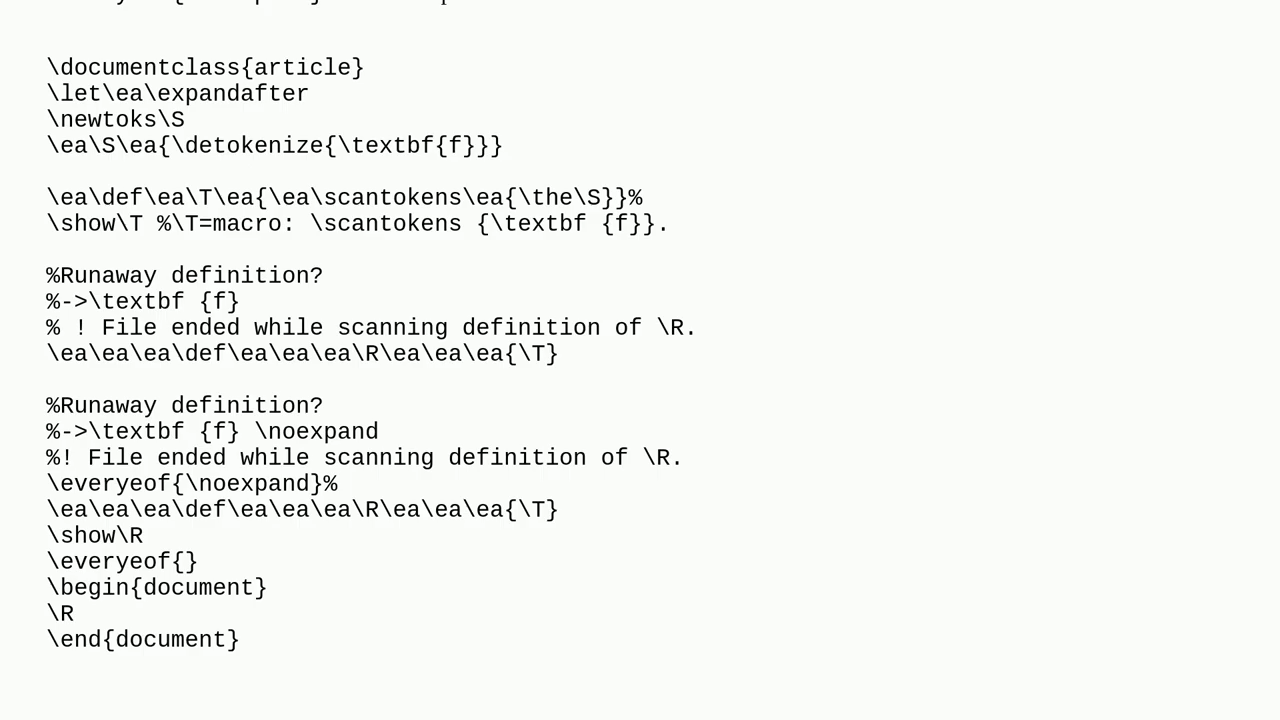 \documentclass{article}
\let\ea\expandafter
\newtoks\S
\ea\S\ea{\detokenize{\textbf{f}}}
\ea\def\ea\T\ea{\ea\scantokens\ea{\the\S}}%
\show\T %\T=macro: \scantokens {\textbf {f}}.
%Runaway definition?
%->\textbf {f}
% ! File ended while scanning definition of \R.
\ea\ea\ea\def\ea\ea\ea\R\ea\ea\ea{\T}
%Runaway definition?
%->\textbf {f} \noexpand
%! File ended while scanning definition of \R.
\everyeof{\noexpand}%
\ea\ea\ea\def\ea\ea\ea\R\ea\ea\ea{\T}
\show\R
\everyeof{}
\begin{document}
\R
\end{document}